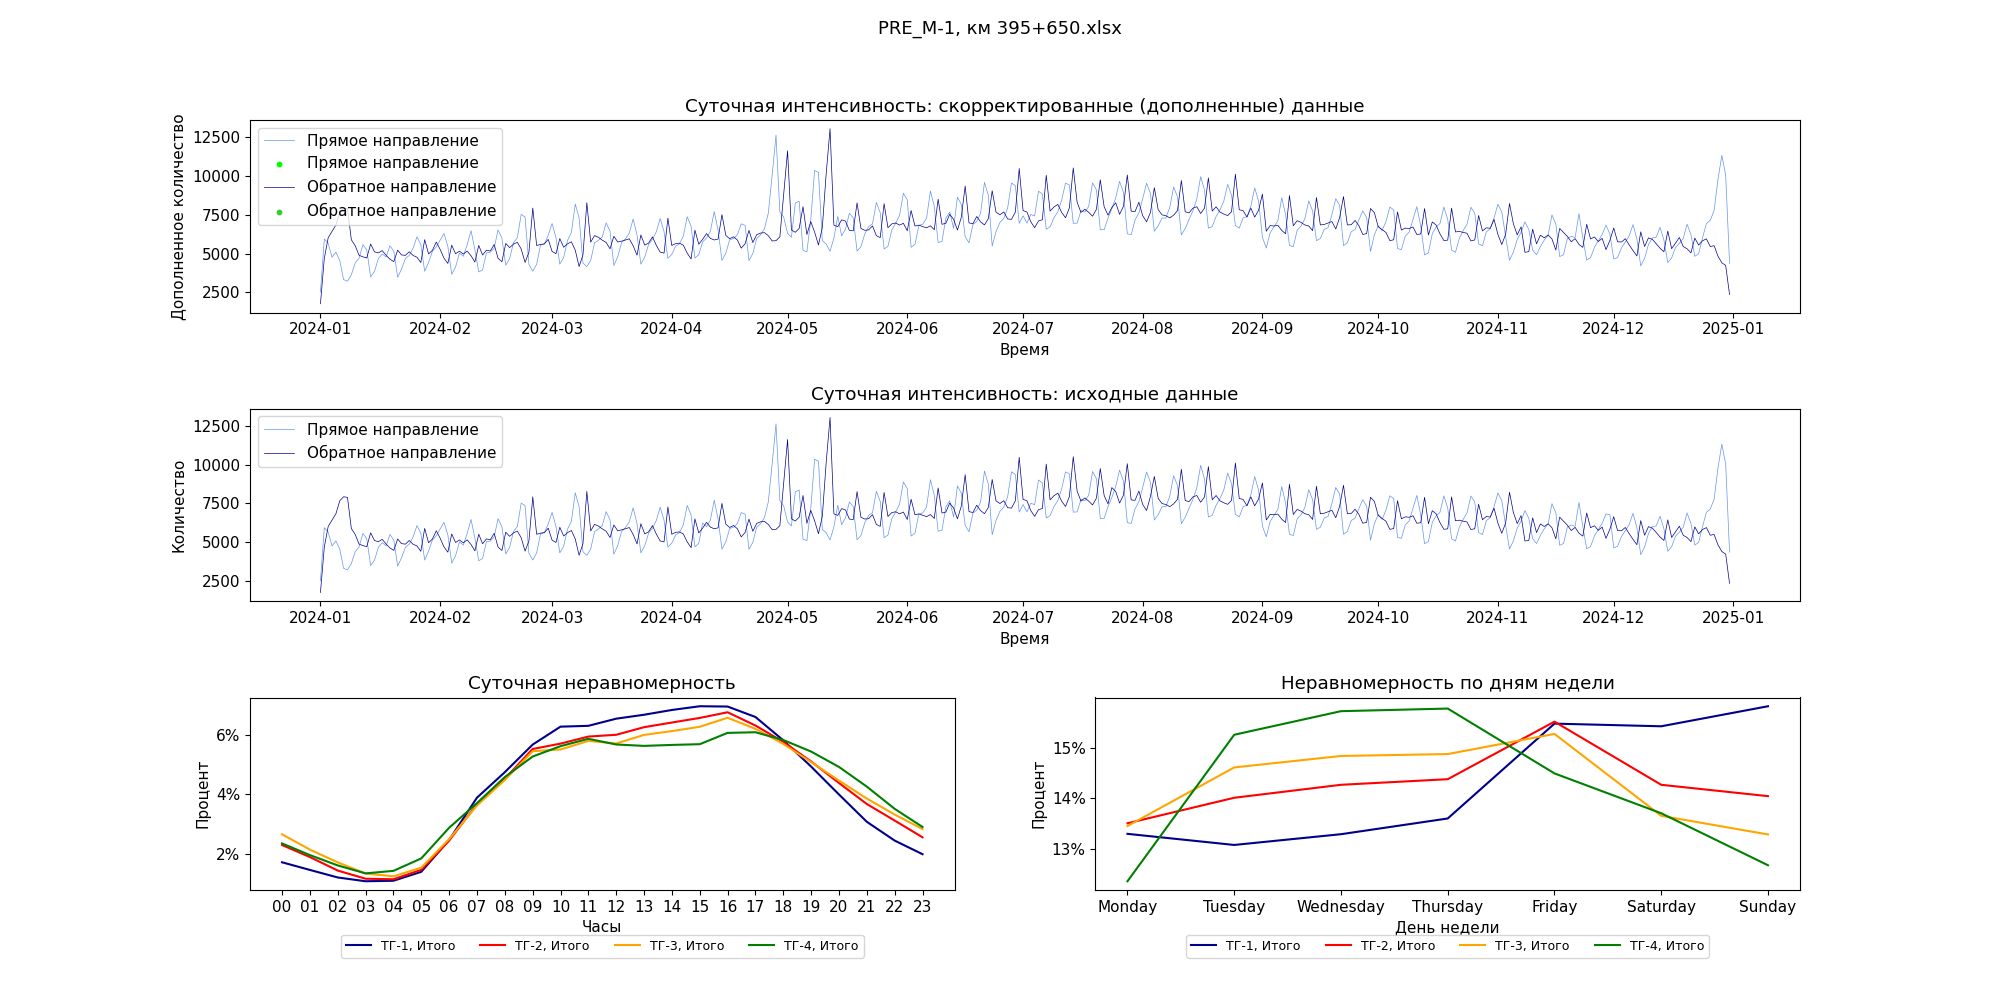 PRE_M-1, км 395+650.xlsx
Суточная интенсивность: скорректированные (дополненные) данные
Дополненное количество
12500
10000
7500
5000
2500
Прямое направление
Прямое направление
Обратное направление
Обратное направление
2024-01 2024-02 2024-03 2024-04 2024-05 2024-06 2024-07 2024-08 2024-09 2024-10 2024-11 2024-12 2025-01
Время
Суточная интенсивность: исходные данные
Количество
12500
10000
7500
5000
2500
Прямое направление
Обратное направление
2024-01 2024-02 2024-03 2024-04 2024-05 2024-06 2024-07 2024-08 2024-09 2024-10 2024-11 2024-12 2025-01
Время
Суточная неравномерность
Процент
6%
4%
2%
00 01 02 03 04 05 06 07 08 09 10 11 12 13 14 15 16 17 18 19 20 21 22 23
Часы
ТГ-1, Итого ТГ-2, Итого ТГ-3, Итого ТГ-4, Итого
Неравномерность по дням недели
Процент
15%
14%
13%
Monday Tuesday Wednesday Thursday Friday Saturday Sunday
День недели
ТГ-1, Итого ТГ-2, Итого ТГ-3, Итого ТГ-4, Итого